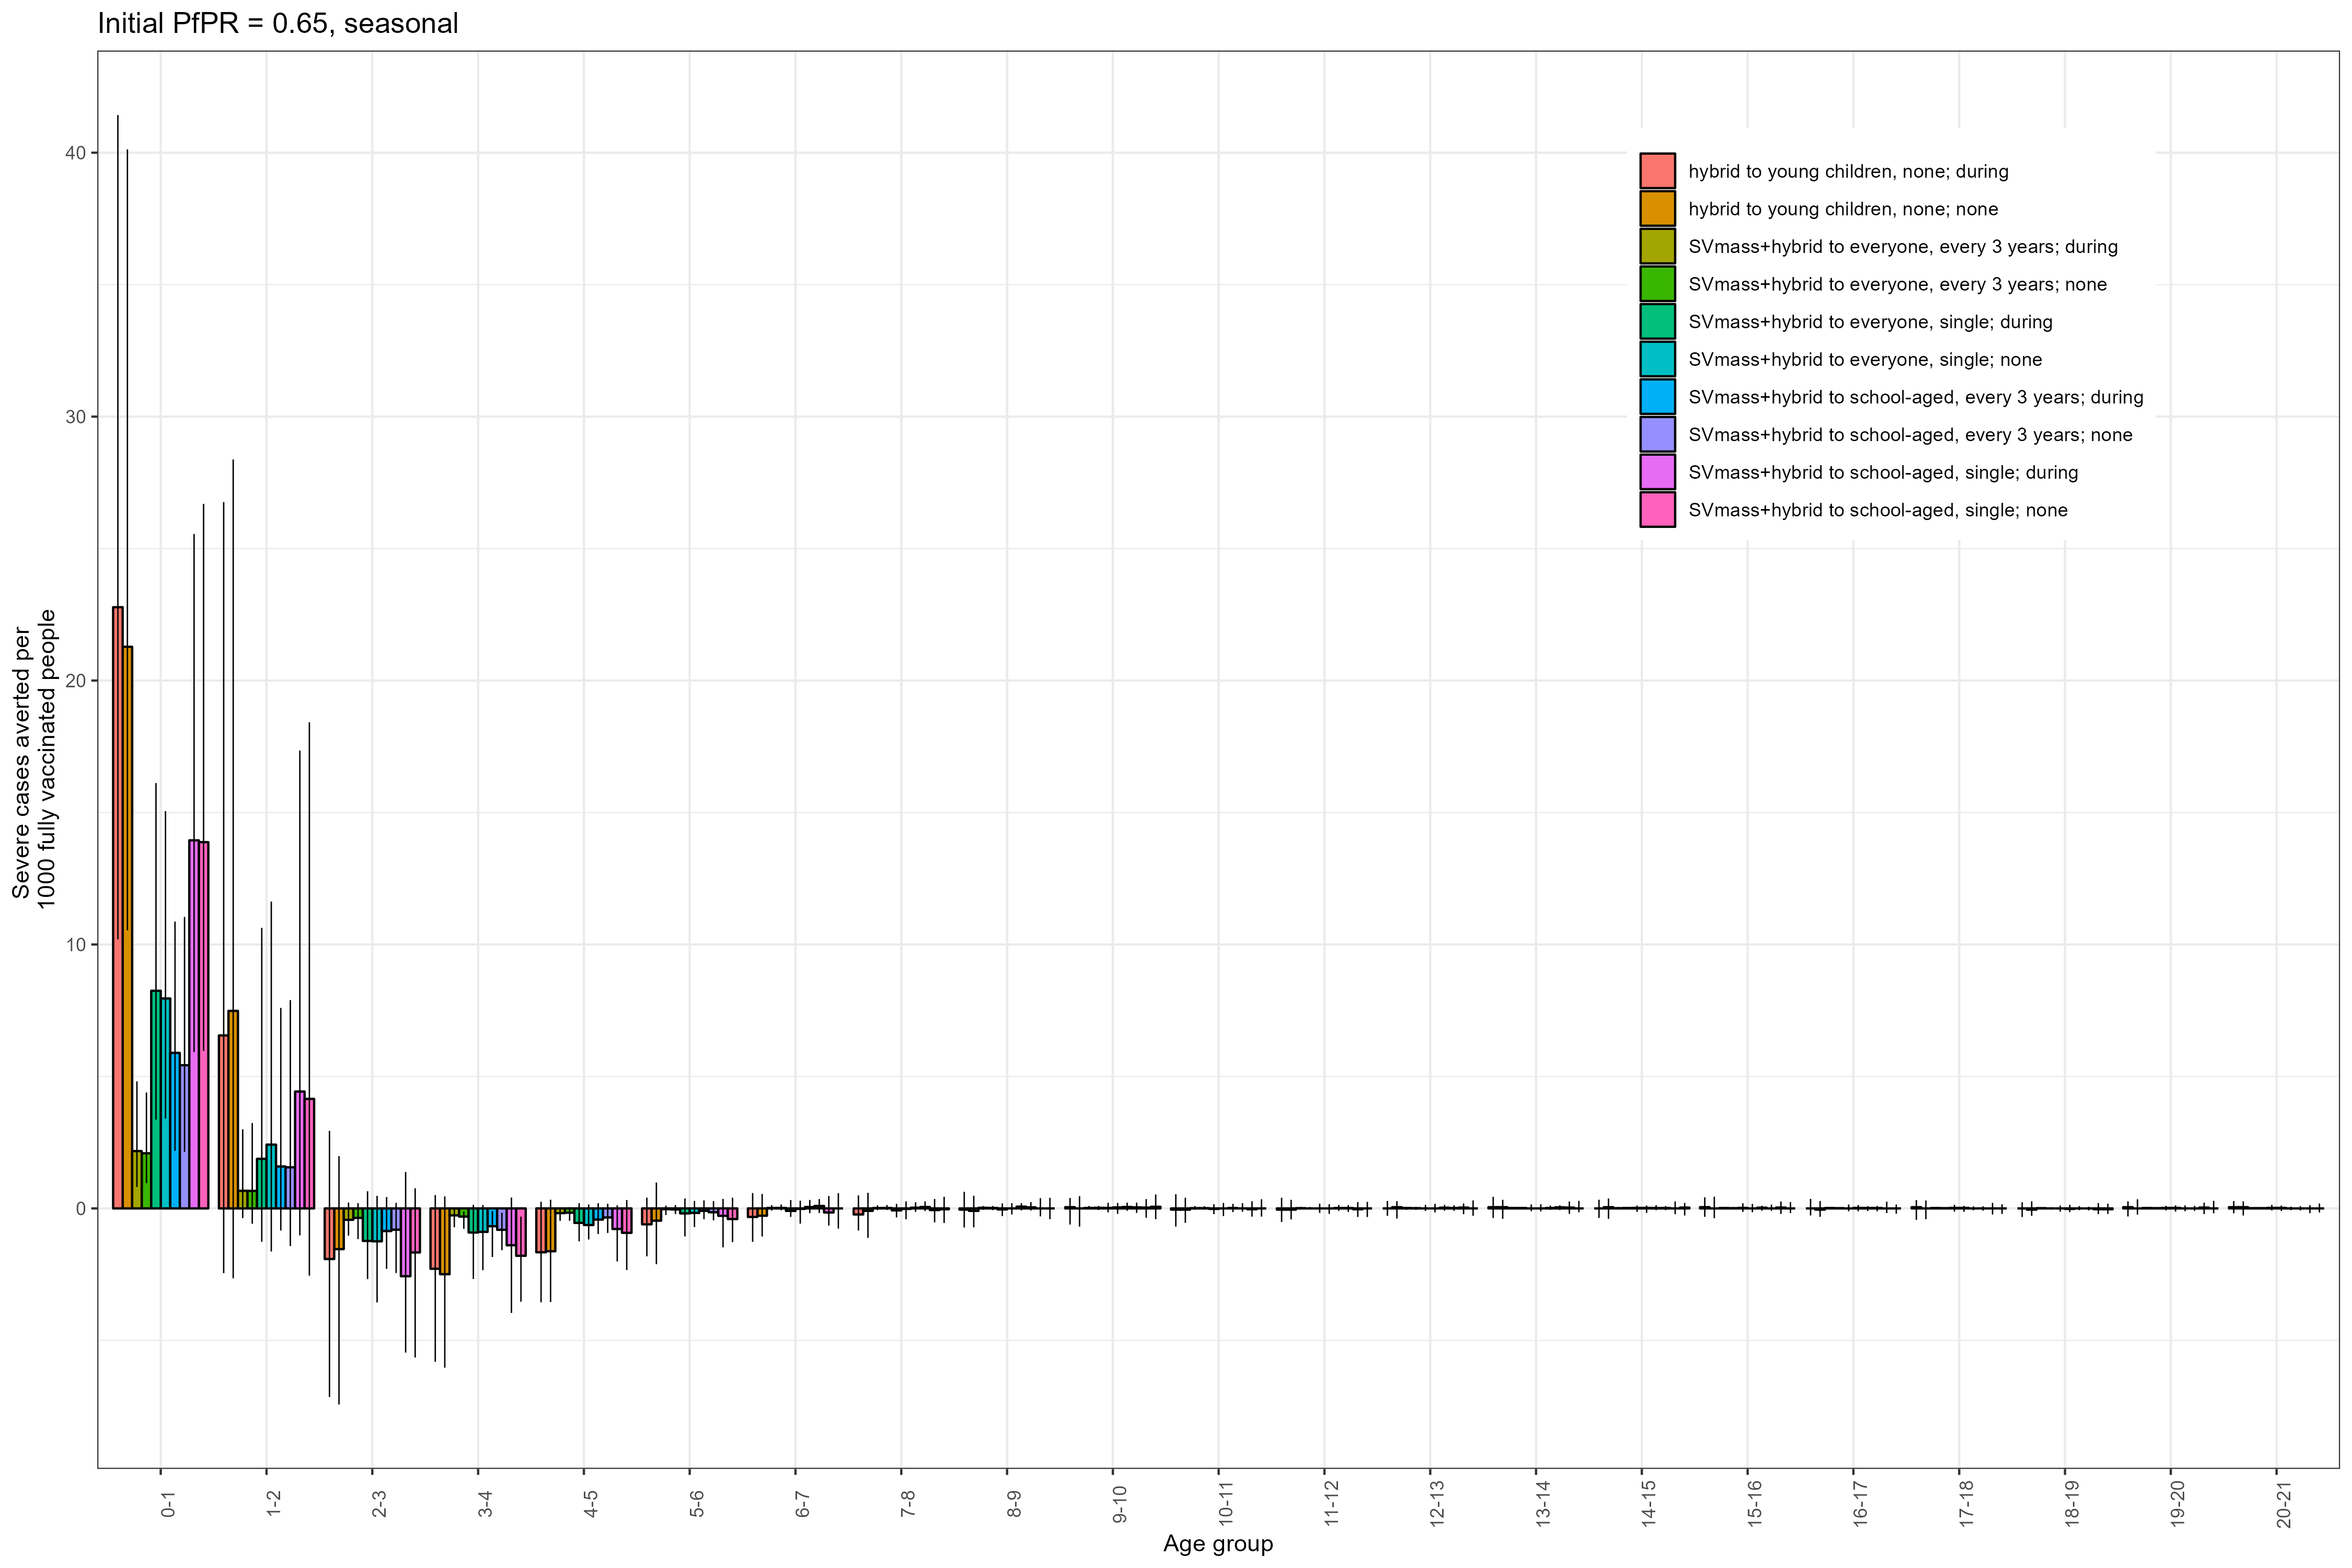 Initial PfPR = 0.65, seasonal
Severe cases averted per
1000 fully vaccinated people
40
30
20
10
0
hybrid to young children, none; during
hybrid to young children, none; none
SVmass+hybrid to everyone, every 3 years; during
SVmass+hybrid to everyone, every 3 years; none
SVmass+hybrid to everyone, single; during
SVmass+hybrid to everyone, single; none
SVmass+hybrid to school-aged, every 3 years; during
SVmass+hybrid to school-aged, every 3 years; none
SVmass+hybrid to school-aged, single; during
SVmass+hybrid to school-aged, single; none
0-1
1-2
2-3
3-4
4-5
5-6
6-7
7-8
8-9
9-10
10-11
11-12
12-13
13-14
14-15
15-16
16-17
17-18
18-19
19-20
20-21
Age group